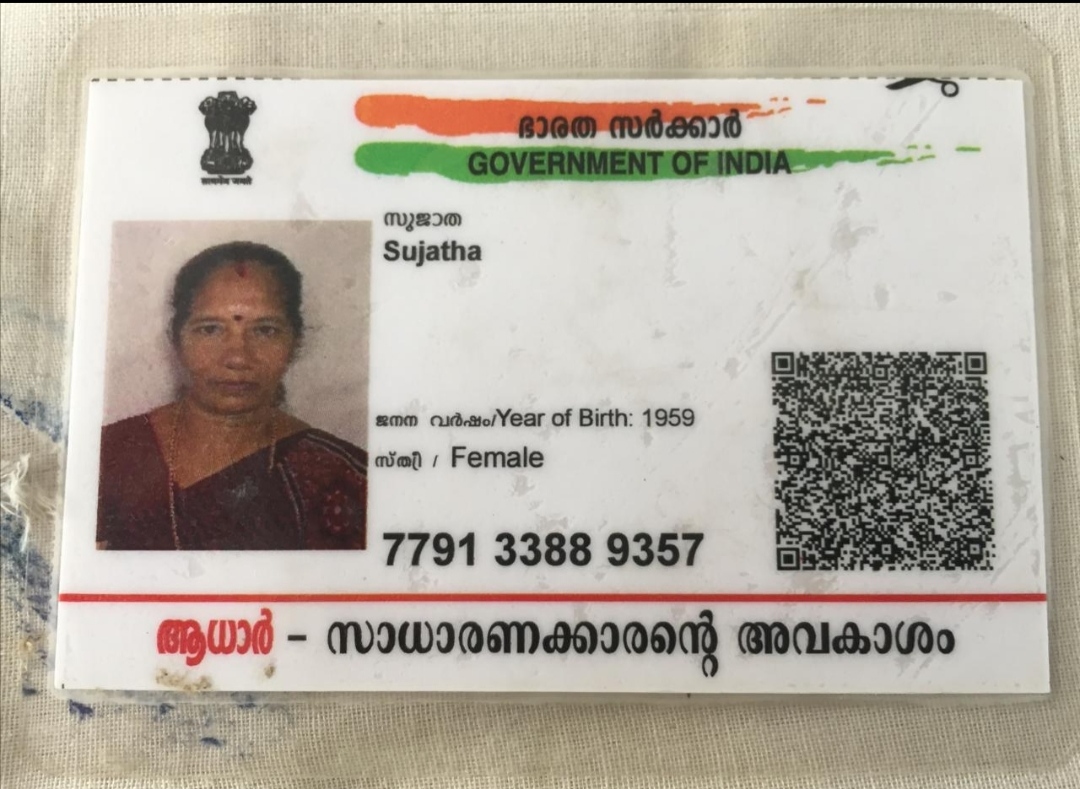 ഭാരത സർക്കാർ
GOVERNMENT OF INDIA
സുജാത
Sujatha
ജനന വർഷം/Year of Birth: 1959
സ്ത്രീ / Female
7791 3388 9357
ആധാർ – സാധാരണക്കാരന്റെ അവകാശം